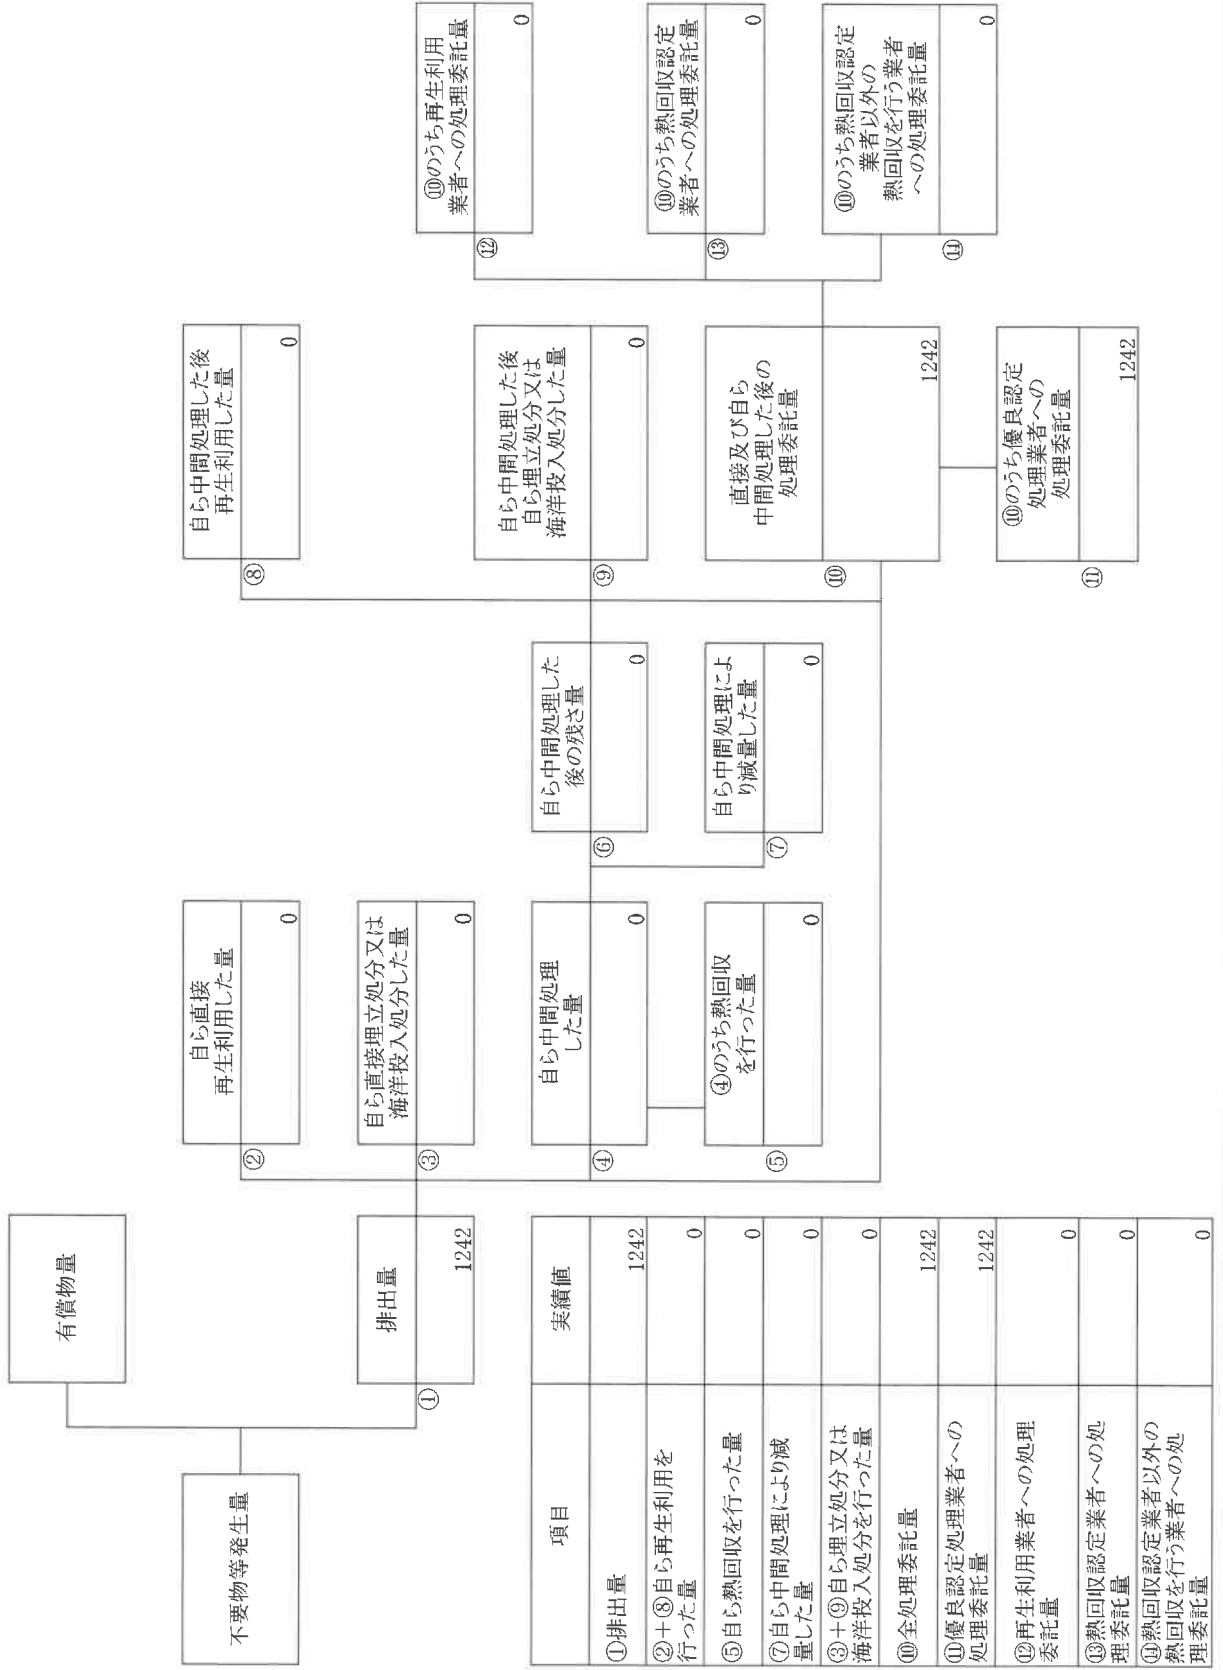 不要物等発生量
有償物量
①
排出量
1242
②
自ら直接
再生利用した量
0
③
自ら直接埋立処分又は
海洋投入処分した量
0
④
自ら中間処理
した量
0
⑤
④のうち熱回収
を行った量
0
⑥
自ら中間処理した
後の残さ量
0
⑦
自ら中間処理によ
り減量した量
0
⑧
自ら中間処理した後
再生利用した量
0
⑨
自ら中間処理した後
自ら埋立処分又は
海洋投入処分した量
0
⑩
直接及び自ら
中間処理した後の
処理委託量
1242
⑪
⑩のうち優良認定
処理業者への
処理委託量
1242
⑫
⑩のうち再生利用
業者への処理委託量
0
⑬
⑩のうち熱回収認定
業者への処理委託量
0
⑭
⑩のうち熱回収認定
業者以外の
熱回収を行う業者
への処理委託量
0
項目
実績値
①排出量
1242
②+⑧自ら再生利用を
行った量
0
⑤自ら熱回収を行った量
0
⑦自ら中間処理により減
量した量
0
③+⑨自ら埋立処分又は
海洋投入処分を行った量
0
⑩全処理委託量
1242
⑪優良認定処理業者への
処理委託量
1242
⑫再生利用業者への処理
委託量
0
⑬熱回収認定業者への処
理委託量
0
⑭熱回収認定業者以外の
熱回収を行う業者への処
理委託量
0